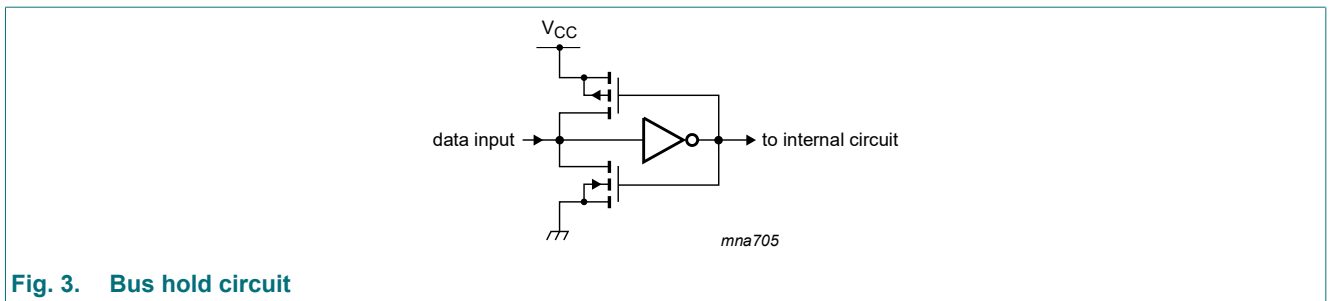 VCC
data input
to internal circuit
mna705
Fig. 3. Bus hold circuit